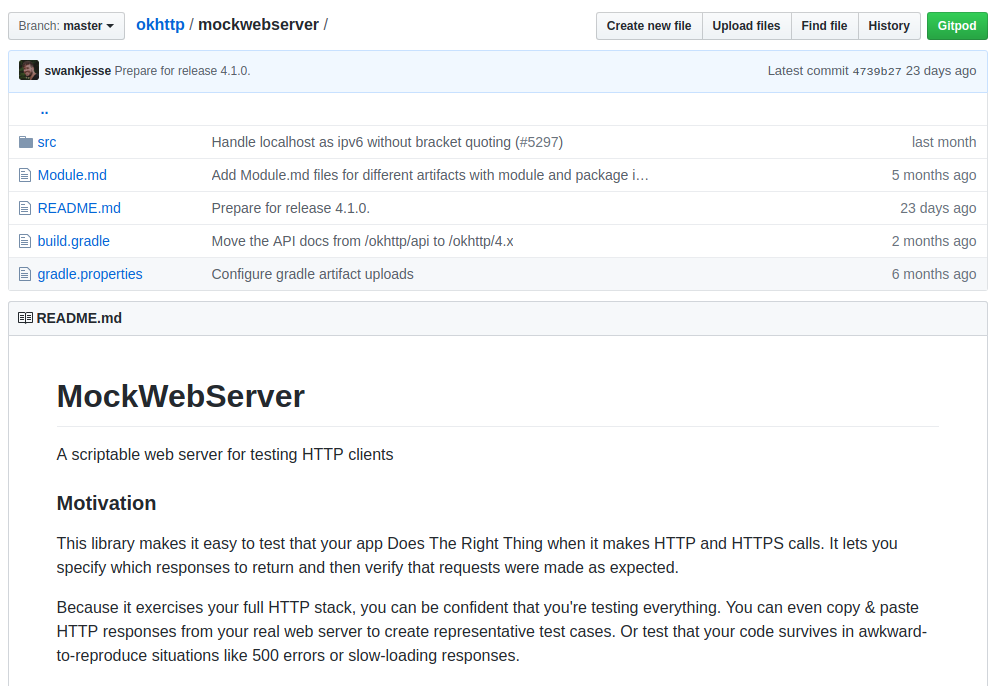 Branch: master okhttp / mockwebserver / Create new file Upload files Find file History Gitpod
swankjesse Prepare for release 4.1.0. Latest commit 4739b27 23 days ago
..
src Handle localhost as ipv6 without bracket quoting (#5297) last month
Module.md Add Module.md files for different artifacts with module and package i… 5 months ago
README.md Prepare for release 4.1.0. 23 days ago
build.gradle Move the API docs from /okhttp/api to /okhttp/4.x 2 months ago
gradle.properties Configure gradle artifact uploads 6 months ago
README.md
MockWebServer
A scriptable web server for testing HTTP clients
Motivation
This library makes it easy to test that your app Does The Right Thing when it makes HTTP and HTTPS calls. It lets you
specify which responses to return and then verify that requests were made as expected.
Because it exercises your full HTTP stack, you can be confident that you're testing everything. You can even copy & paste
HTTP responses from your real web server to create representative test cases. Or test that your code survives in awkward-
to-reproduce situations like 500 errors or slow-loading responses.